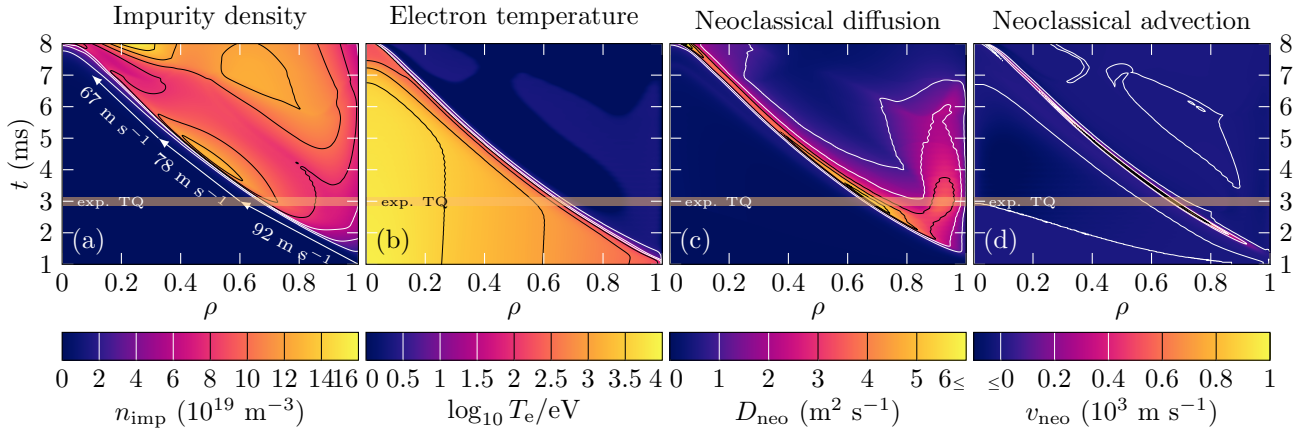 Impurity density
Electron temperature
Neoclassical diffusion
Neoclassical advection
8
7
6
5
4
3
2
1
t (ms)
67 m s⁻¹
78 m s⁻¹
92 m s⁻¹
exp. TQ
(a)
exp. TQ
(b)
exp. TQ
(c)
exp. TQ
(d)
8
7
6
5
4
3
2
1
0 0.2 0.4 0.6 0.8 1
0 0.2 0.4 0.6 0.8 1
0 0.2 0.4 0.6 0.8 1
0 0.2 0.4 0.6 0.8 1
ρ
ρ
ρ
ρ
0 2 4 6 8 10 12 14 16
n_imp (10¹⁹ m⁻³)
0 0.5 1 1.5 2 2.5 3 3.5 4
log₁₀ T_e/eV
0 1 2 3 4 5 6≤
D_neo (m² s⁻¹)
≤0 0.2 0.4 0.6 0.8 1
v_neo (10³ m s⁻¹)